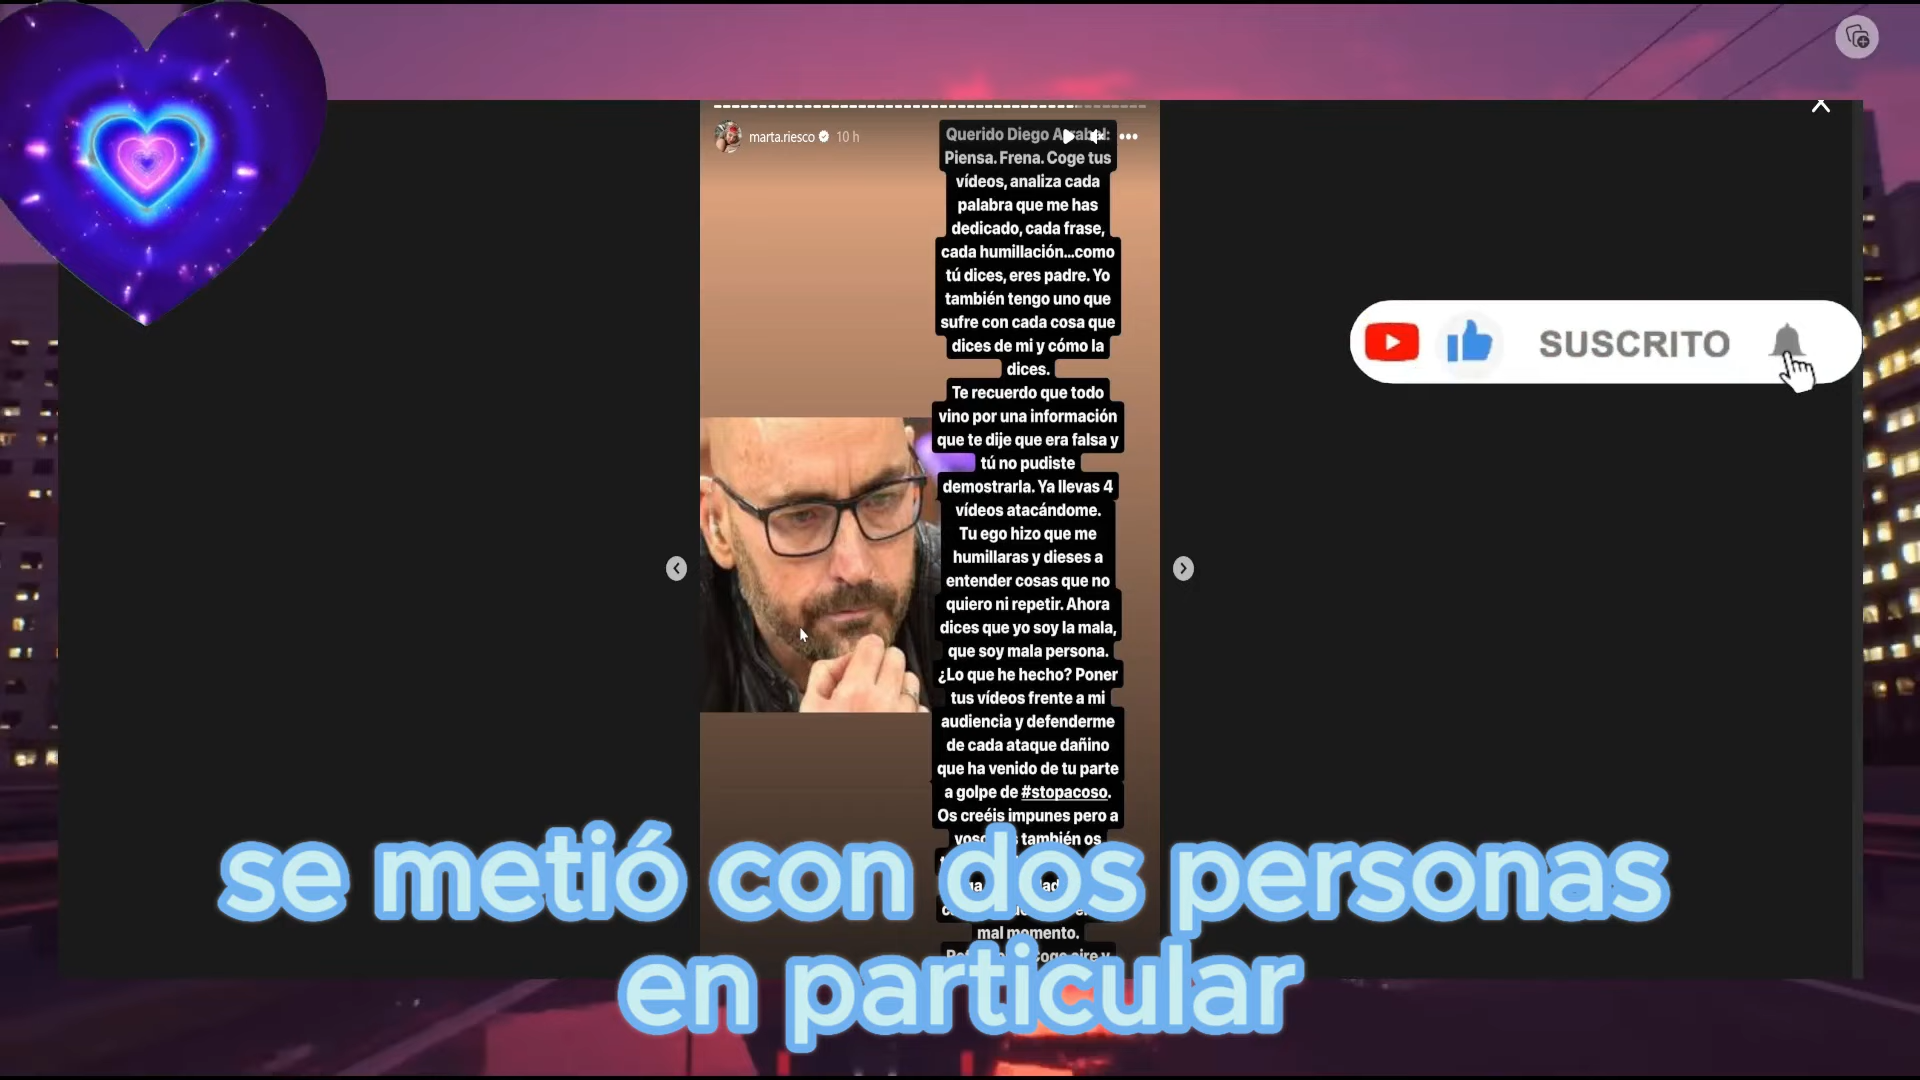 marta.riesco 10 h
Querido Diego
Piensa. Frena. Coge tus
vídeos, analiza cada
palabra que me has
dedicado, cada frase,
cada humillación...como
tú dices, eres padre. Yo
también tengo uno que
sufre con cada cosa que
dices de mi y cómo la
dices.
Te recuerdo que todo
vino por una información
que te dije que era falsa y
tú no pudiste
demostrarla. Ya llevas 4
vídeos atacándome.
Tu ego hizo que me
humillaras y dieses a
entender cosas que no
quiero ni repetir. Ahora
dices que yo soy la mala,
que soy mala persona.
¿Lo que he hecho? Poner
tus vídeos frente a mi
audiencia y defenderme
de cada ataque dañino
que ha venido de tu parte
a golpe de #stopacoso.
Os creéis impunes pero a
también os
mal momento.
SUSCRITO
se metió con dos personas
en particular